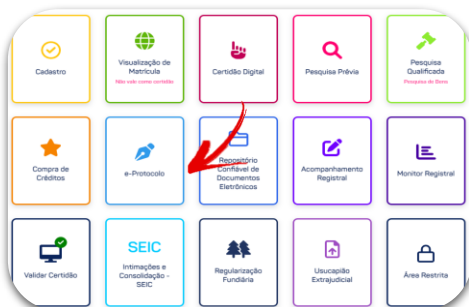 Cadastro
Visualização de
Matrícula
Não vale como certidão
Certidão Digital
Pesquisa Prévia
Pesquisa
Qualificada
Pesquisa de Bens
Compra de
Créditos
e-Protocolo
Repositório
Confiável de
Documentos
Eletrônicos
Acompanhamento
Registral
Monitor Registral
Validar Certidão
SEIC
Intimações e
Consolidação -
SEIC
Regularização
Fundiária
Usucapião
Extrajudicial
Área Restrita